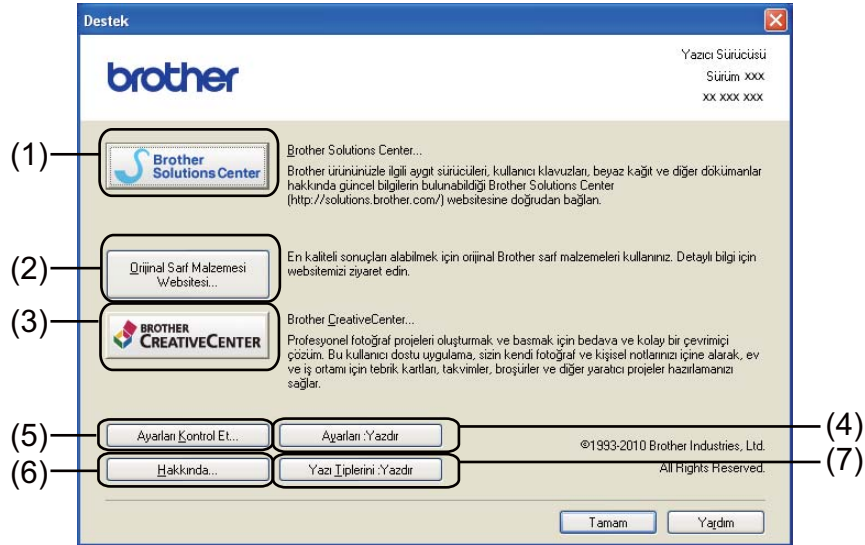 Destek
brother
Yazıcı Sürücüsü
Sürüm xxx
xx xxx xxx
(1)
Brother
Solutions Center
Brother Solutions Center...
Brother ürününüzle ilgili aygıt sürücüleri, kullanıcı klavuzları, beyaz kağıt ve diğer dökümanlar
hakkında güncel bilgilerin bulunabildiği Brother Solutions Center
(http://solutions.brother.com/) websitesine doğrudan bağlan.
(2)
Orijinal Sarf Malzemesi
Websitesi...
En kaliteli sonuçları alabilmek için orijinal Brother sarf malzemeleri kullanınız. Detaylı bilgi için
websitemizi ziyaret edin.
(3)
BROTHER
CREATIVECENTER
Brother CreativeCenter...
Profesyonel fotoğraf projeleri oluşturmak ve basmak için bedava ve kolay bir çevrimiçi
çözüm. Bu kullanıcı dostu uygulama, sizin kendi fotoğraf ve kişisel notlarınızı içine alarak, ev
ve iş ortamı için tebrik kartları, takvimler, broşürler ve diğer yaratıcı projeler hazırlamanızı
sağlar.
(5)
Ayarları Kontrol Et...
Ayarları :Yazdır
(4)
©1993-2010 Brother Industries, Ltd.
(6)
Hakkında...
Yazı Tiplerini :Yazdır
(7)
All Rights Reserved.
Tamam
Yardım